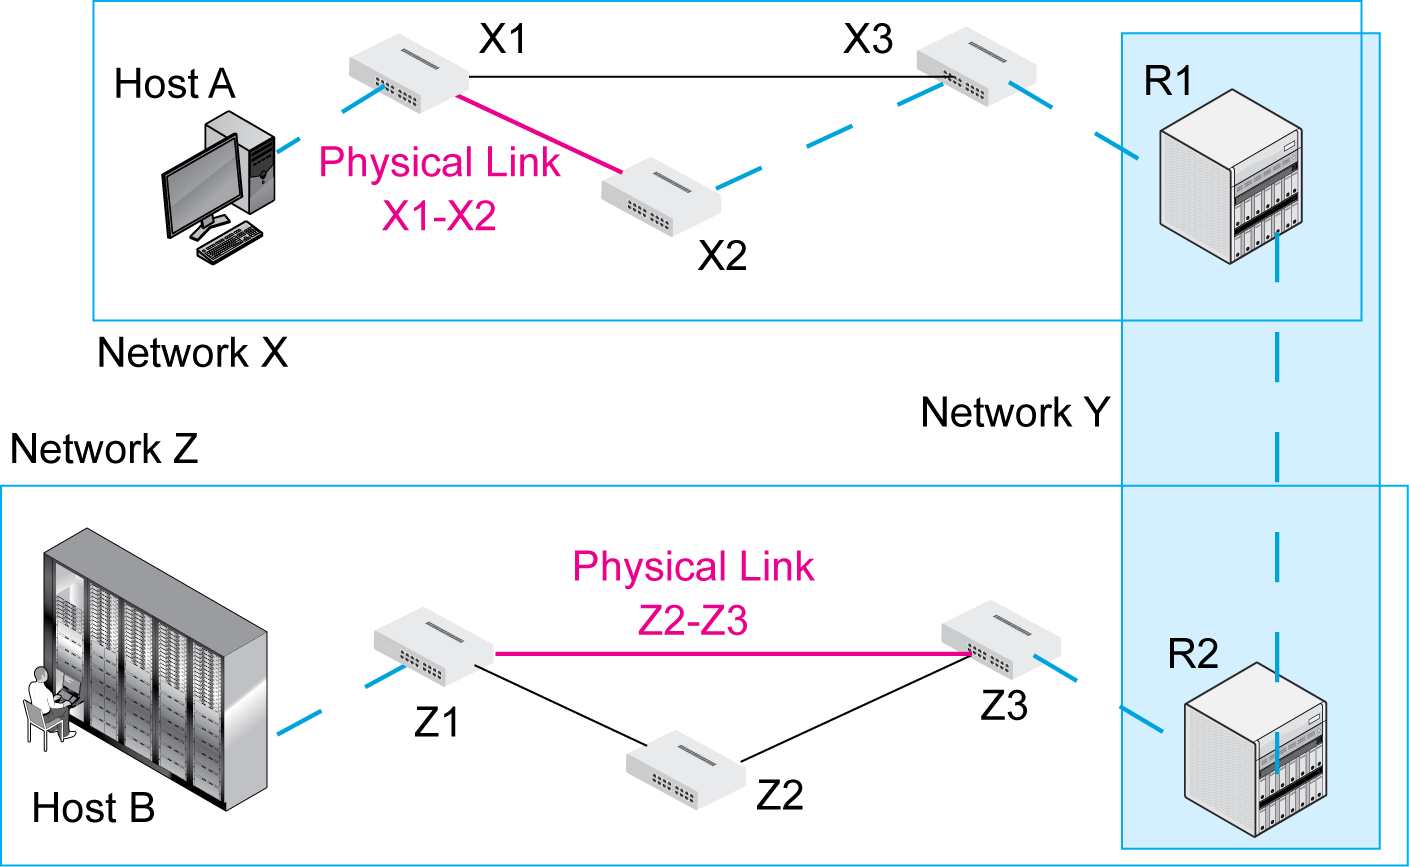 X1
X3
Host A
R1
Physical Link
X1-X2
X2
Network X
Network Y
Network Z
Physical Link
Z2-Z3
R2
Z1
Z3
Z2
Host B